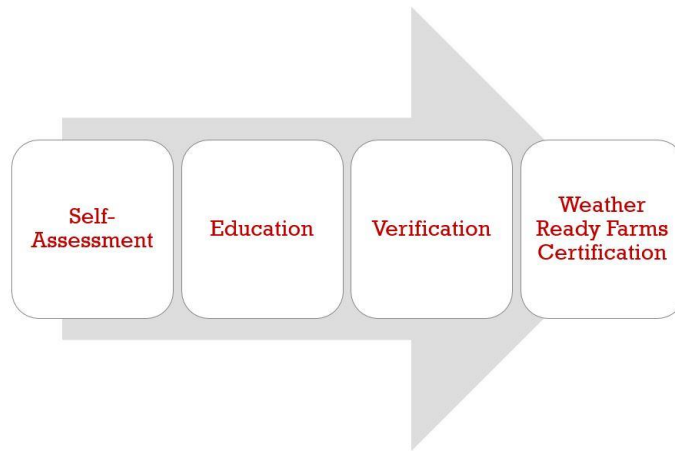 Self-
Assessment
Education
Verification
Weather
Ready Farms
Certification